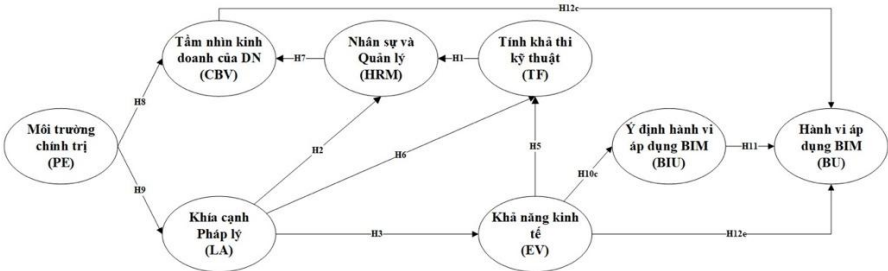 H12c
Tầm nhìn kinh
doanh của DN
(CBV)
H7
Nhân sự và
Quản lý
(HRM)
H1
Tính khả thi
kỹ thuật
(TF)
H8
Môi trường
chính trị
(PE)
H2
H6
H5
Ý định hành vi
áp dụng BIM
(BIU)
H11
Hành vi áp
dụng BIM
(BU)
H9
H10c
Khía cạnh
Pháp lý
(LA)
H3
Khả năng kinh
tế
(EV)
H12e